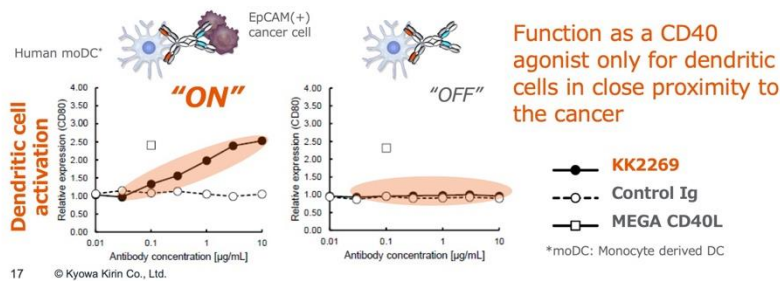 EpCAM(+)
cancer cell
Human moDC*
Function as a CD40
agonist only for dendritic
cells in close proximity to
the cancer
Dendritic cell
activation
“ON”
Relative expression (CD80)
4.00
3.50
3.00
2.50
2.00
1.50
1.00
0.50
0.00
0.01
0.1
1
10
Antibody concentration [µg/mL]
“OFF”
Relative expression (CD80)
4.00
3.50
3.00
2.50
2.00
1.50
1.00
0.50
0.00
0.01
0.1
1
10
Antibody concentration [µg/mL]
KK2269
Control Ig
MEGA CD40L
*moDC: Monocyte derived DC
17 © Kyowa Kirin Co., Ltd.